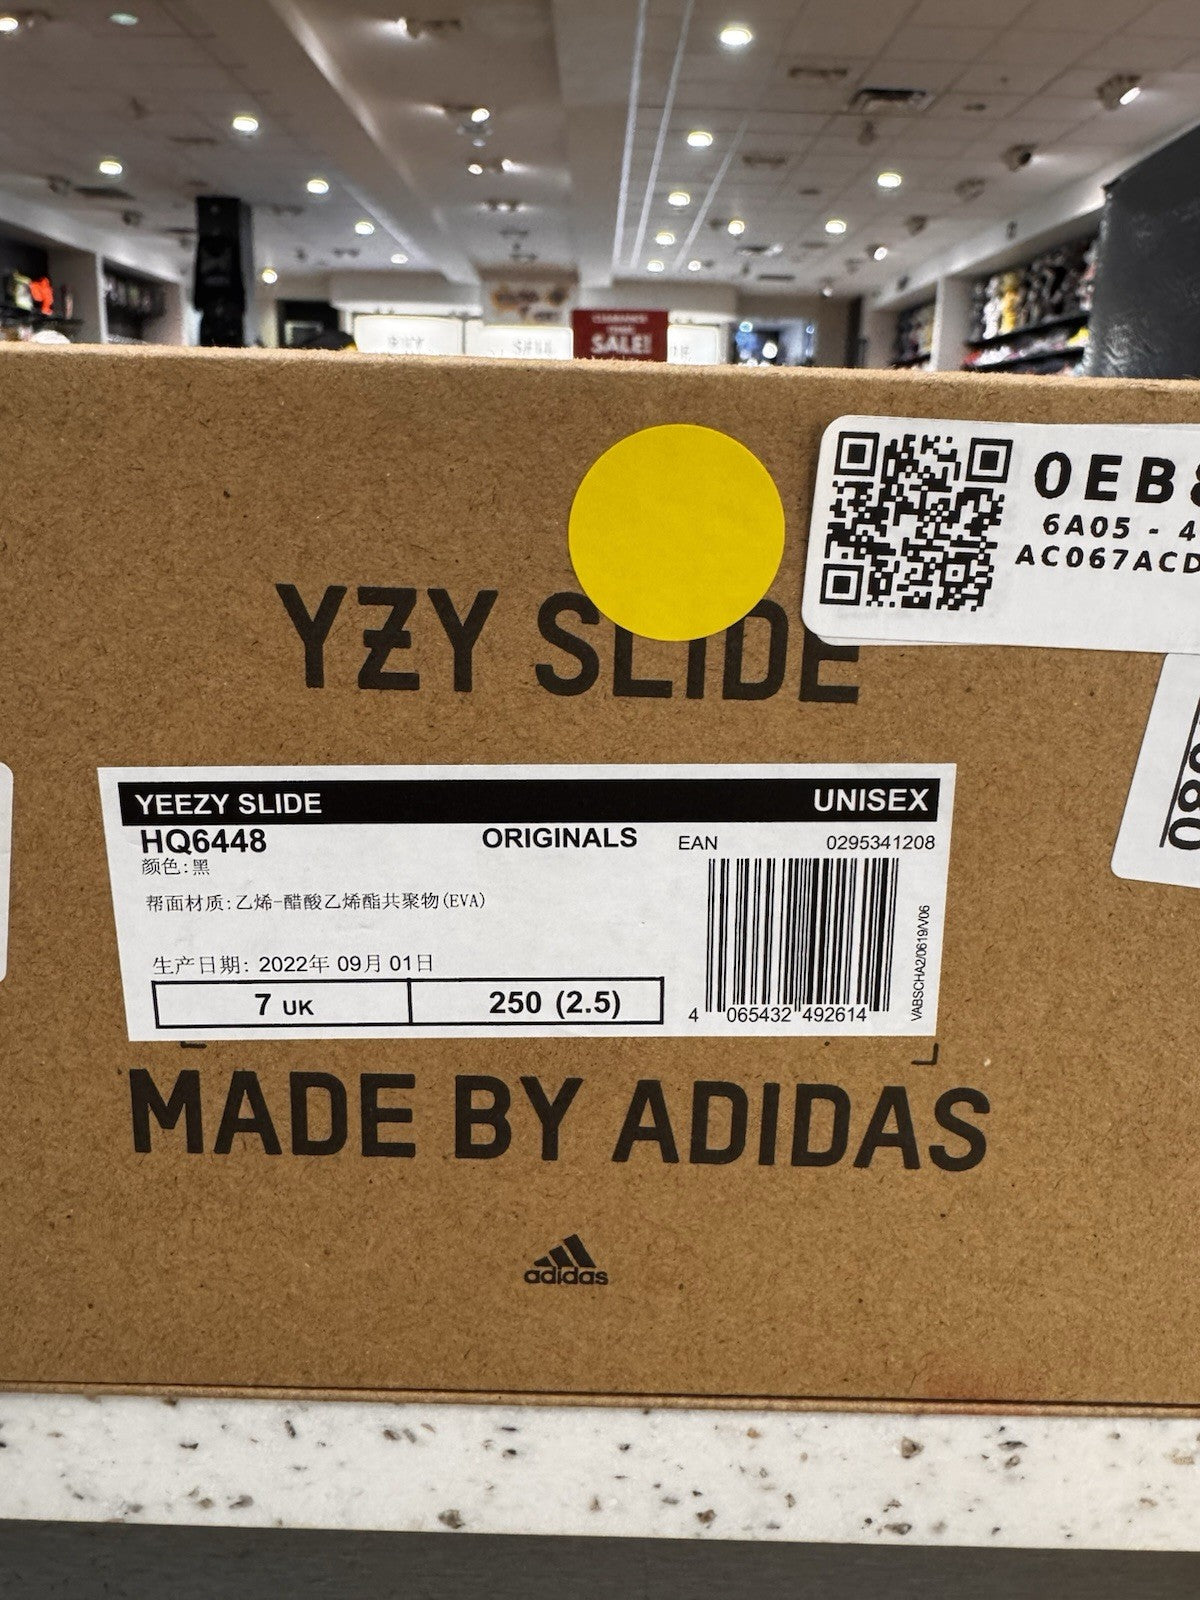 SALE!
0EB
6A05 - 4
AC067ACD
YZY SLIDE
YEEZY SLIDE UNISEX
HQ6448 ORIGINALS EAN 0295341208
颜色:黑
帮面材质:乙烯-醋酸乙烯酯共聚物(EVA)
生产日期: 2022年 09月 01日
7 UK 250 (2.5)
4 065432 492614
VABSCHA2/0619/V06
MADE BY ADIDAS
adidas